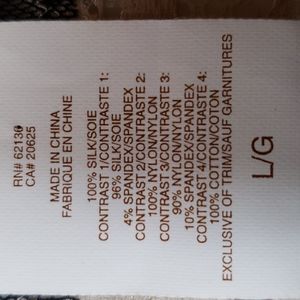 RN# 62136
CA# 20625
MADE IN CHINA
FABRIQUE EN CHINE
100% SILK/SOIE
CONTRAST 1/CONTRASTE 1:
96% SILK/SOIE
4% SPANDEX/SPANDEX
CONTRAST 2/CONTRASTE 2:
100% NYLON/NYLON
CONTRAST 3/CONTRASTE 3:
90% NYLON/NYLON
10% SPANDEX/SPANDEX
CONTRAST 4/CONTRASTE 4:
100% COTTON/COTON
EXCLUSIVE OF TRIM/SAUF GARNITURES
L/G